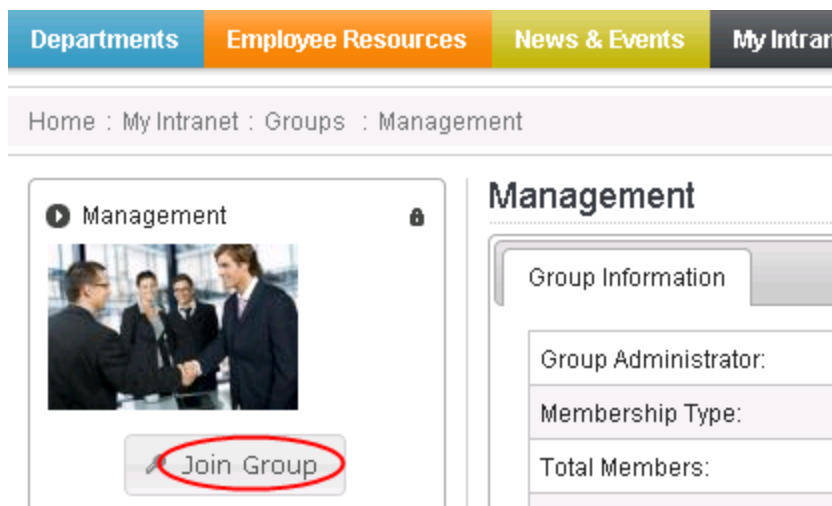 Departments Employee Resources News & Events My
Home : My Intranet : Groups : Management
Management
Management
Group Information
Group Administrator:
Membership Type:
Total Members:
Join Group